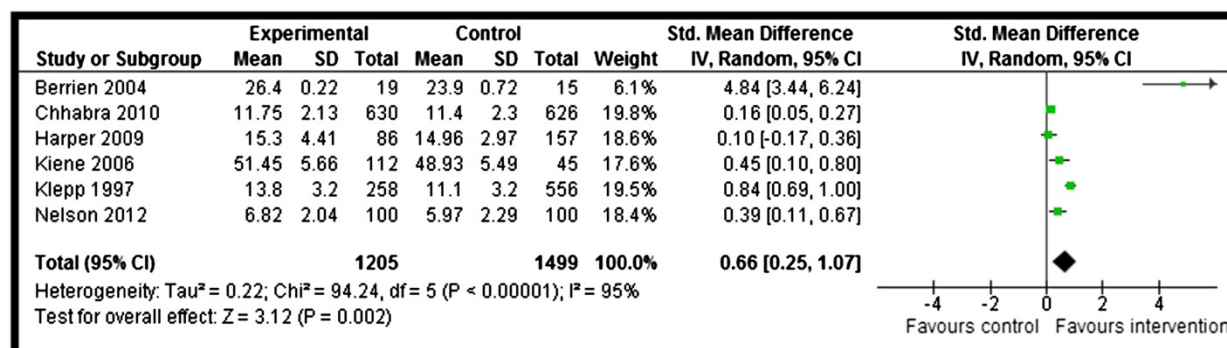 Experimental Control Std. Mean Difference Std. Mean Difference
Study or Subgroup Mean SD Total Mean SD Total Weight IV, Random, 95% CI IV, Random, 95% CI
Berrien 2004 26.4 0.22 19 23.9 0.72 15 6.1% 4.84 [3.44, 6.24]
Chhabra 2010 11.75 2.13 630 11.4 2.3 626 19.8% 0.16 [0.05, 0.27]
Harper 2009 15.3 4.41 86 14.96 2.97 157 18.6% 0.10 [-0.17, 0.36]
Kiene 2006 51.45 5.66 112 48.93 5.49 45 17.6% 0.45 [0.10, 0.80]
Klepp 1997 13.8 3.2 258 11.1 3.2 556 19.5% 0.84 [0.69, 1.00]
Nelson 2012 6.82 2.04 100 5.97 2.29 100 18.4% 0.39 [0.11, 0.67]
Total (95% CI) 1205 1499 100.0% 0.66 [0.25, 1.07]
Heterogeneity: Tau² = 0.22; Chi² = 94.24, df = 5 (P < 0.00001); I² = 95%
Test for overall effect: Z = 3.12 (P = 0.002)
-4 -2 0 2 4
Favours control Favours intervention